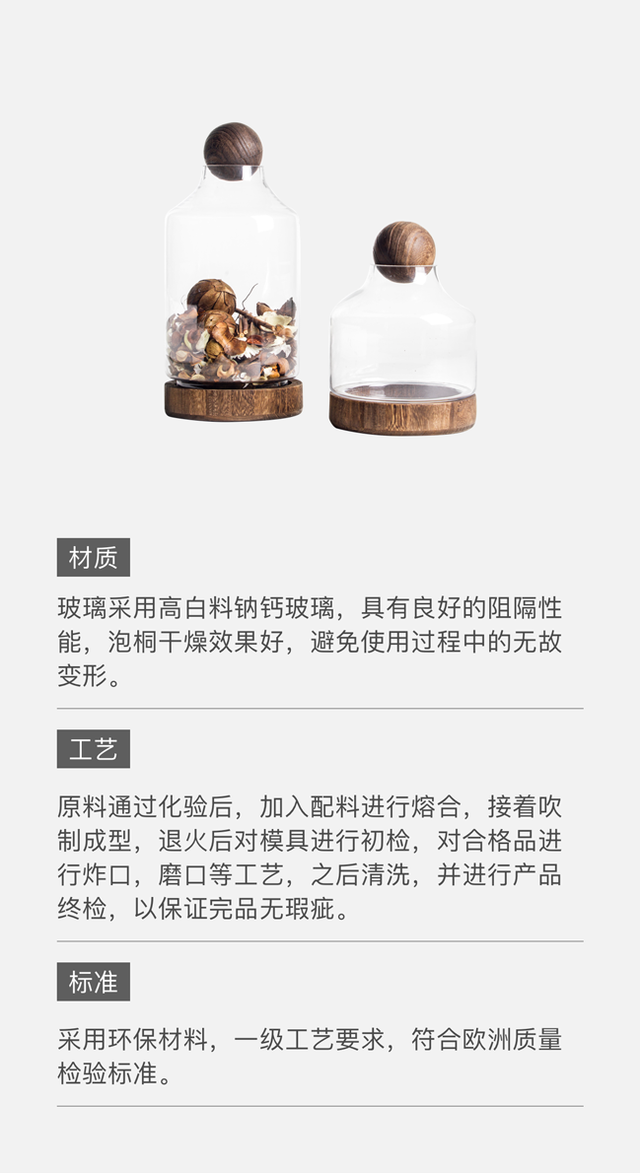 材质
玻璃采用高白料钠钙玻璃，具有良好的阻隔性
能，泡桐干燥效果好，避免使用过程中的无故
变形。
工艺
原料通过化验后，加入配料进行熔合，接着吹
制成型，退火后对模具进行初检，对合格品进
行炸口，磨口等工艺，之后清洗，并进行产品
终检，以保证完品无瑕疵。
标准
采用环保材料，一级工艺要求，符合欧洲质量
检验标准。